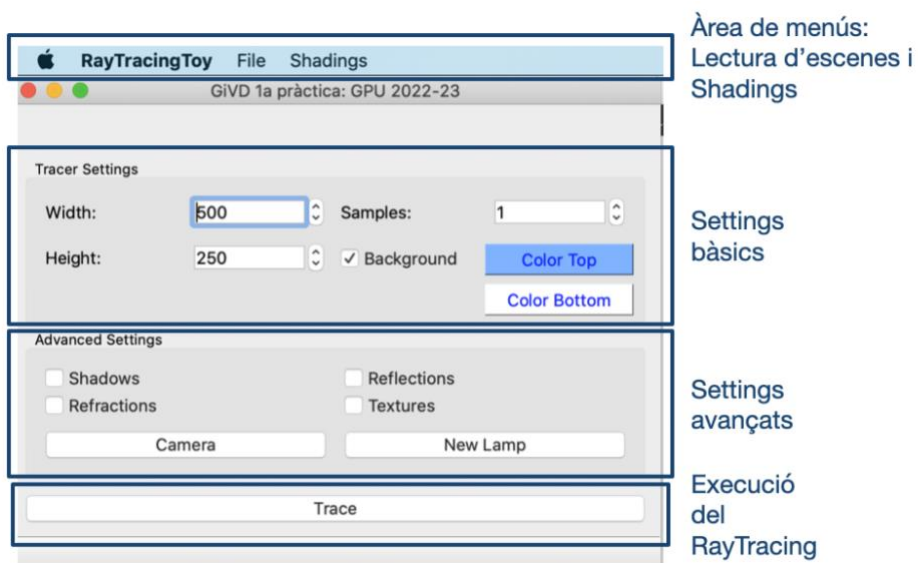 Àrea de menús:
Lectura d'escenes i
Shadings
RayTracingToy File Shadings
GiVD 1a pràctica: GPU 2022-23
Tracer Settings
Width: 500 Samples: 1
Height: 250 Background Color Top
Color Bottom
Settings
bàsics
Advanced Settings
Shadows Reflections
Refractions Textures
Camera New Lamp
Settings
avançats
Trace
Execució
del
RayTracing